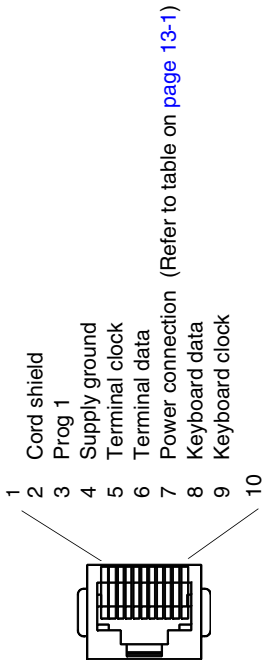 1
2 Cord shield
3 Prog 1
4 Supply ground
5 Terminal clock
6 Terminal data
7 Power connection (Refer to table on page 13-1)
8 Keyboard data
9 Keyboard clock
10